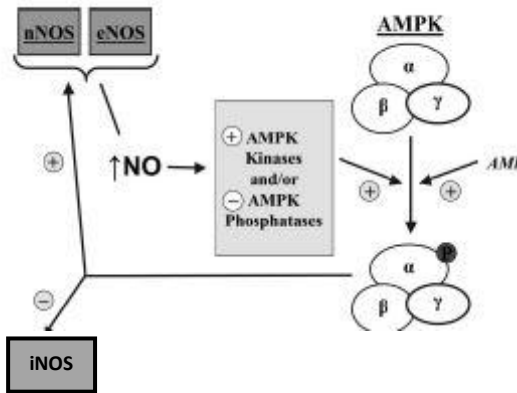 nNOS eNOS
AMPK
α
β γ
+
↑NO
+ AMPK
Kinases
and/or
− AMPK
Phosphatases
+ +
P
α
β γ
−
iNOS